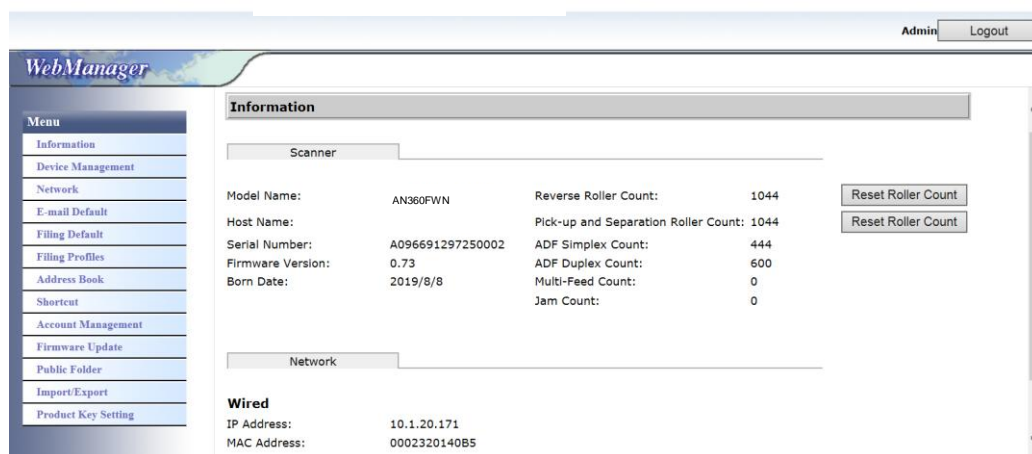 Admin Logout
WebManager
Menu
Information
Device Management
Network
E-mail Default
Filing Default
Filing Profiles
Address Book
Shortcut
Account Management
Firmware Update
Public Folder
Import/Export
Product Key Setting
Information
Scanner
Model Name: AN360FWN Reverse Roller Count: 1044 Reset Roller Count
Host Name: Pick-up and Separation Roller Count: 1044 Reset Roller Count
Serial Number: A096691297250002 ADF Simplex Count: 444
Firmware Version: 0.73 ADF Duplex Count: 600
Born Date: 2019/8/8 Multi-Feed Count: 0
Jam Count: 0
Network
Wired
IP Address: 10.1.20.171
MAC Address: 0002320140B5